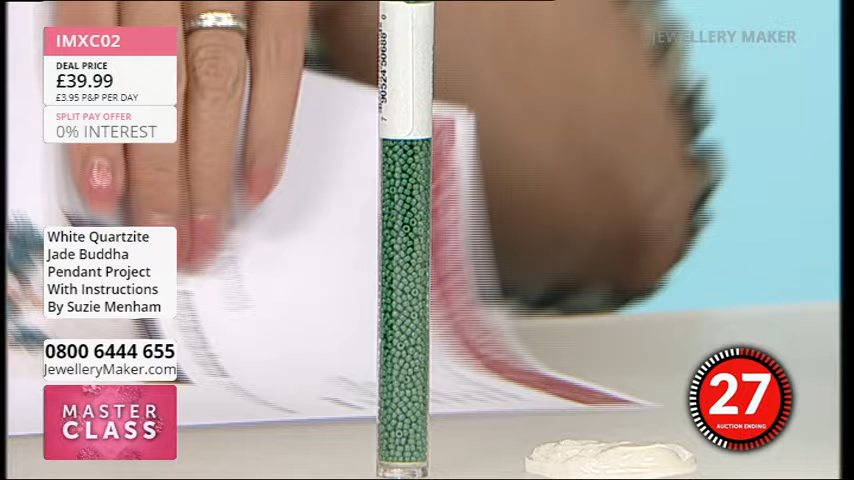 IMXC02
DEAL PRICE
£39.99
£3.95 P&P PER DAY
SPLIT PAY OFFER
0% INTEREST
White Quartzite
Jade Buddha
Pendant Project
With Instructions
By Suzie Menham
0800 6444 655
JewelleryMaker.com
MASTER
CLASS
JEWELLERY MAKER
27
AUCTION ENDING